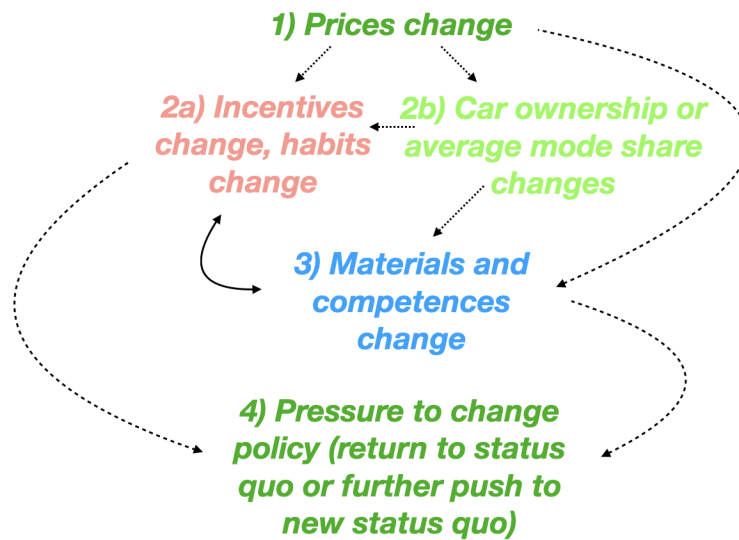 1) Prices change
2a) Incentives
change, habits
change
2b) Car ownership or
average mode share
changes
3) Materials and
competences
change
4) Pressure to change
policy (return to status
quo or further push to
new status quo)